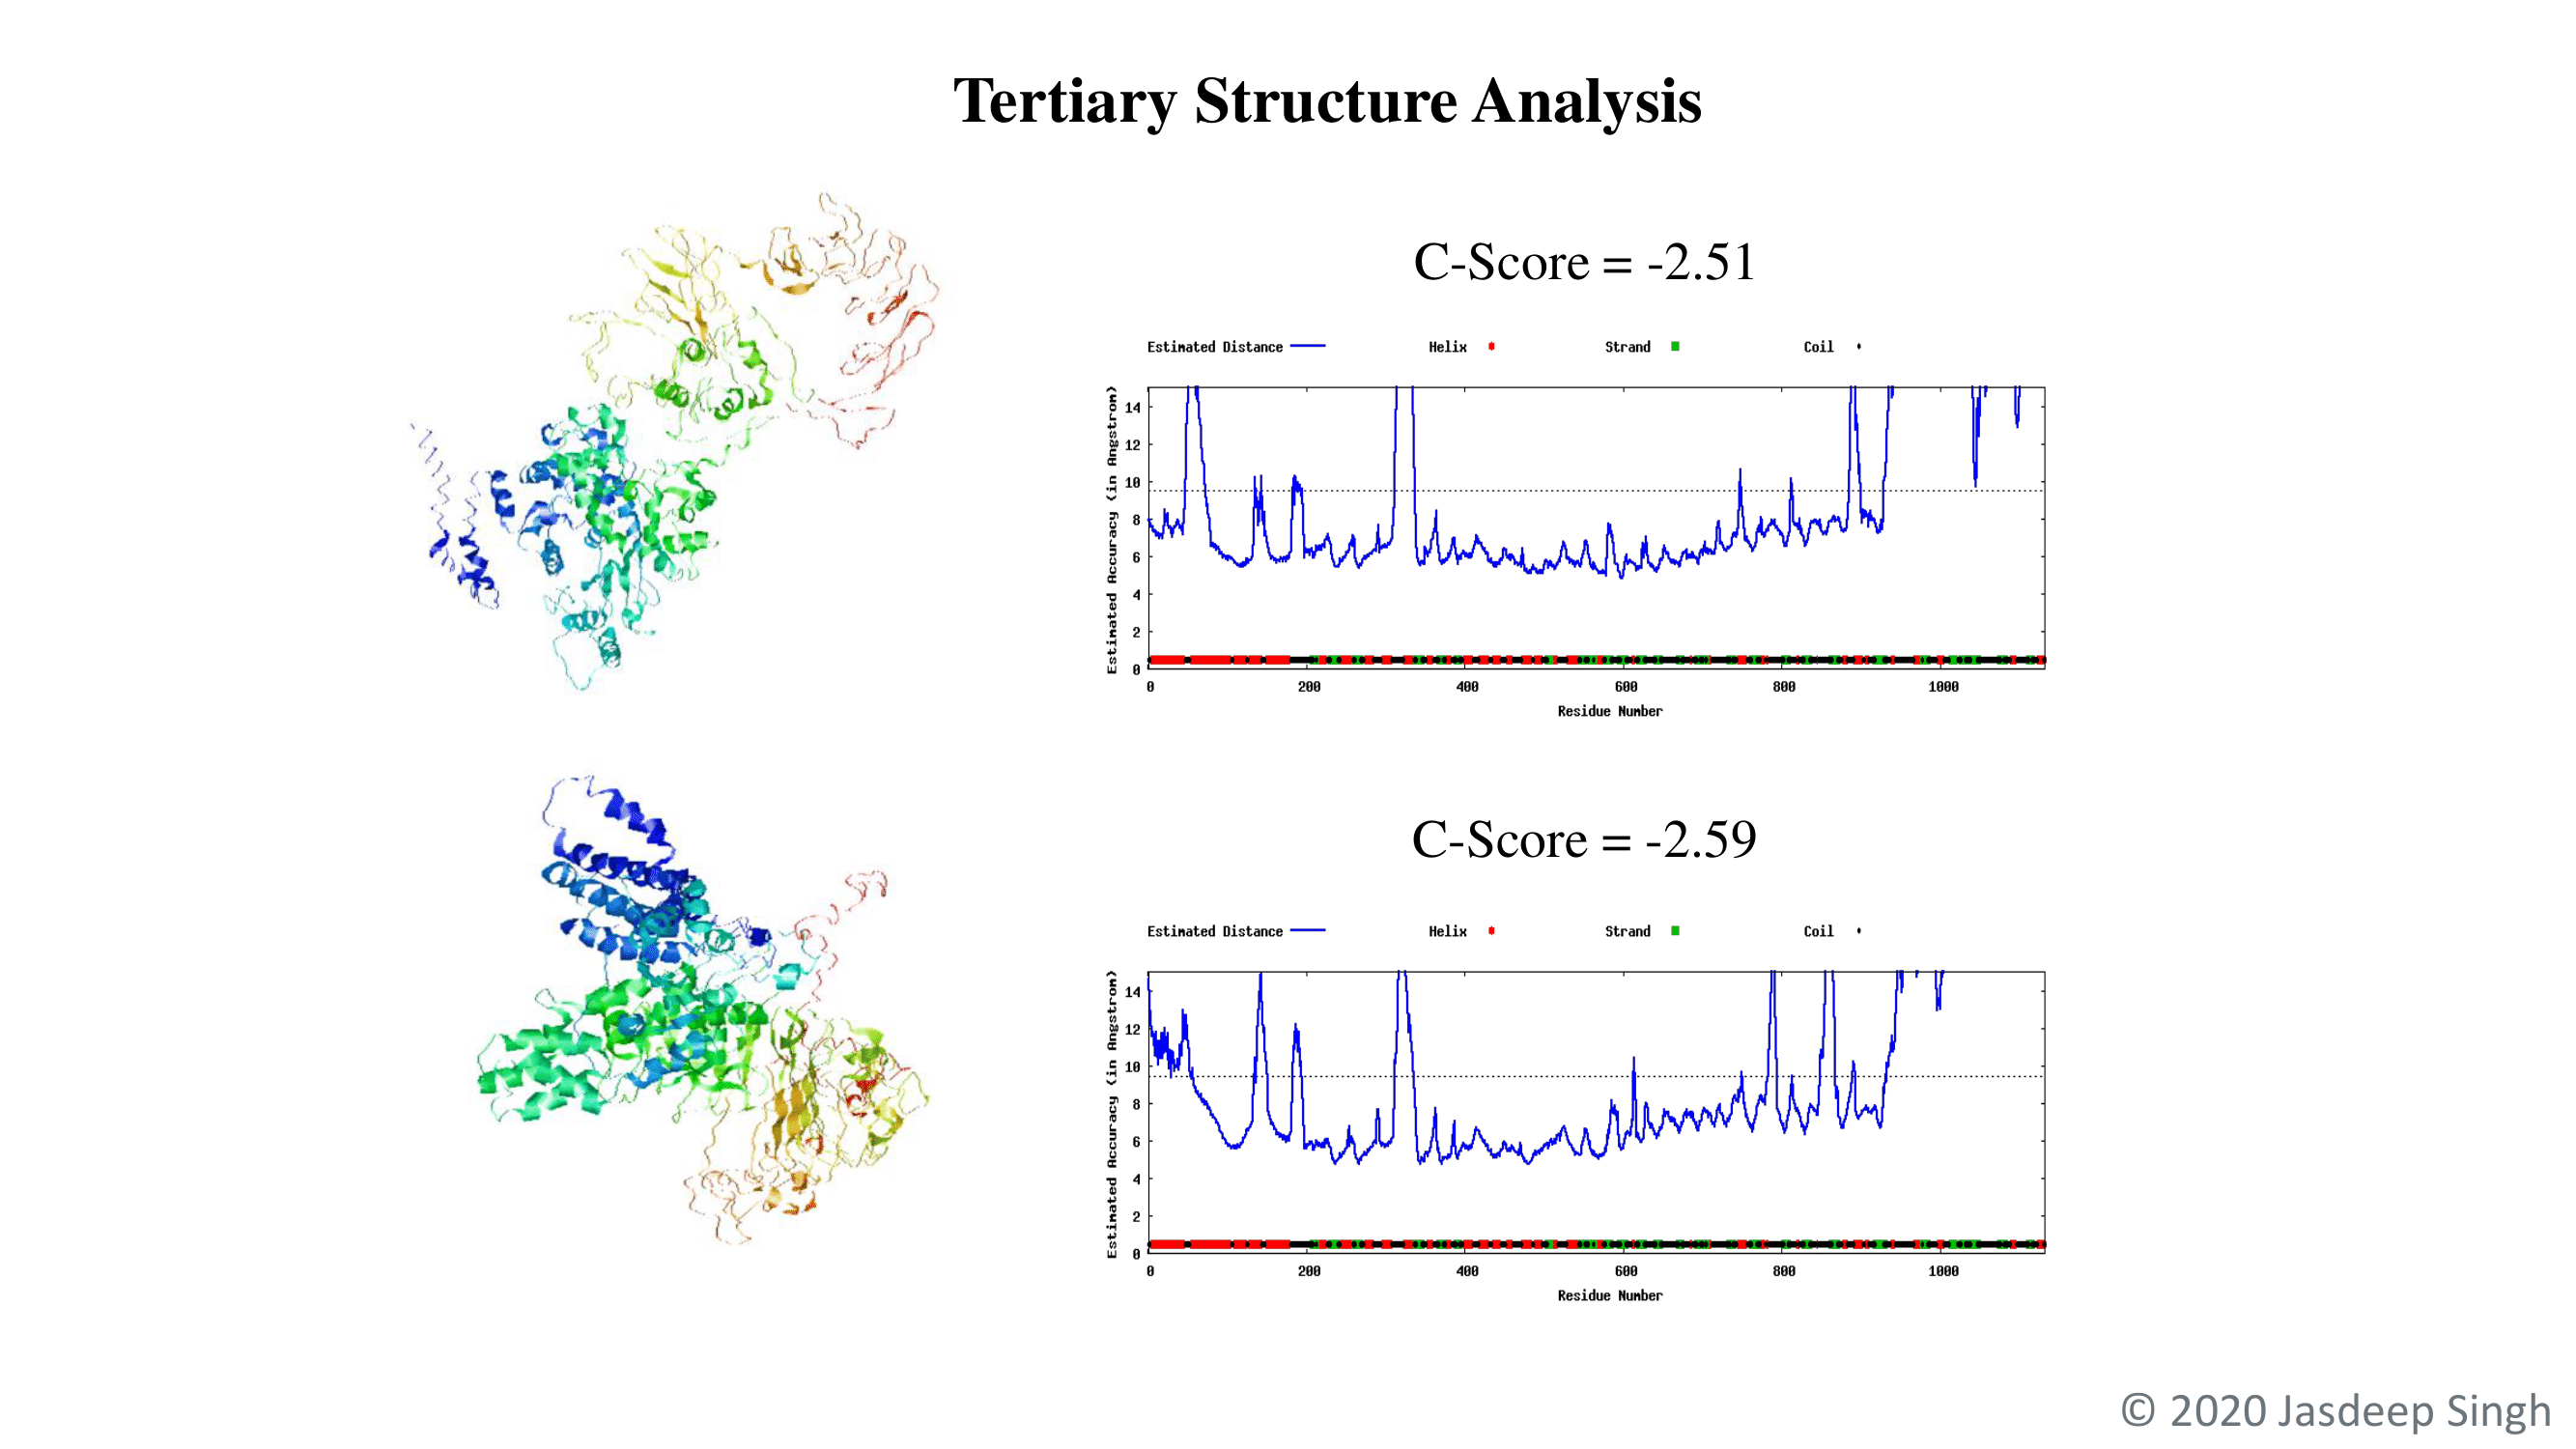 Tertiary Structure Analysis
C-Score = -2.51
Estimated Distance Helix Strand Coil
Estimated Accuracy (in Angstrom)
14
12
10
8
6
4
2
0
0 200 400 600 800 1000
Residue Number
C-Score = -2.59
Estimated Distance Helix Strand Coil
Estimated Accuracy (in Angstrom)
14
12
10
8
6
4
2
0
0 200 400 600 800 1000
Residue Number
© 2020 Jasdeep Singh